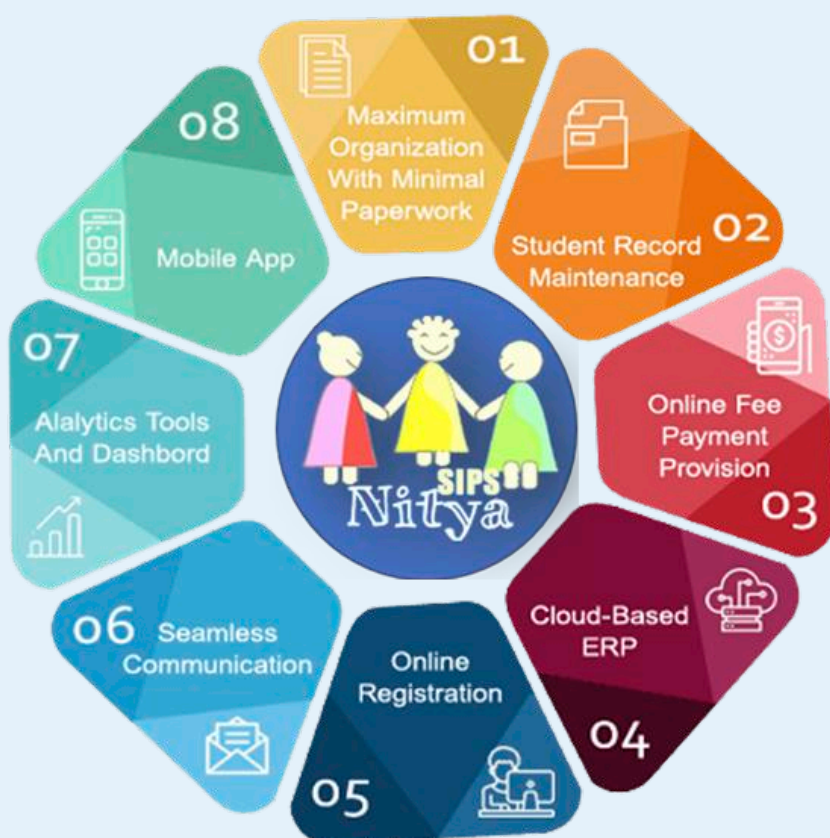 01
Maximum
Organization
With Minimal
Paperwork
02
Student Record
Maintenance
Online Fee
Payment
Provision
03
Cloud-Based
ERP
04
Online
Registration
05
06 Seamless
Communication
07
Alalytics Tools
And Dashbord
08
Mobile App
SIPS
Nitya
$